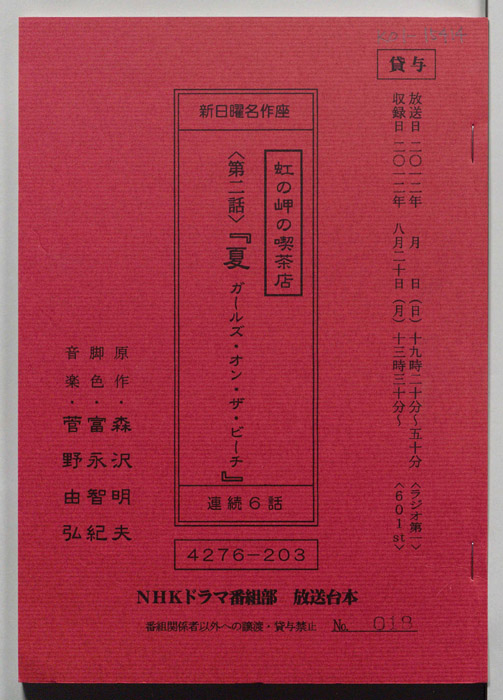 貸与
放送日 二〇一二年 月 日(日)十九時二十分〜五十分 〈ラジオ第一〉
収録日 二〇一二年 八月二十日(月)十三時三十分〜 〈601st〉
新日曜名作座
虹の岬の喫茶店
〈第二話〉『夏 ガールズ・オン・ザ・ビーチ』
連続6話
4276-203
原作・森沢明夫
脚色・富永智紀
音楽・菅野由弘
NHKドラマ番組部 放送台本
番組関係者以外への譲渡・貸与禁止 No. 013